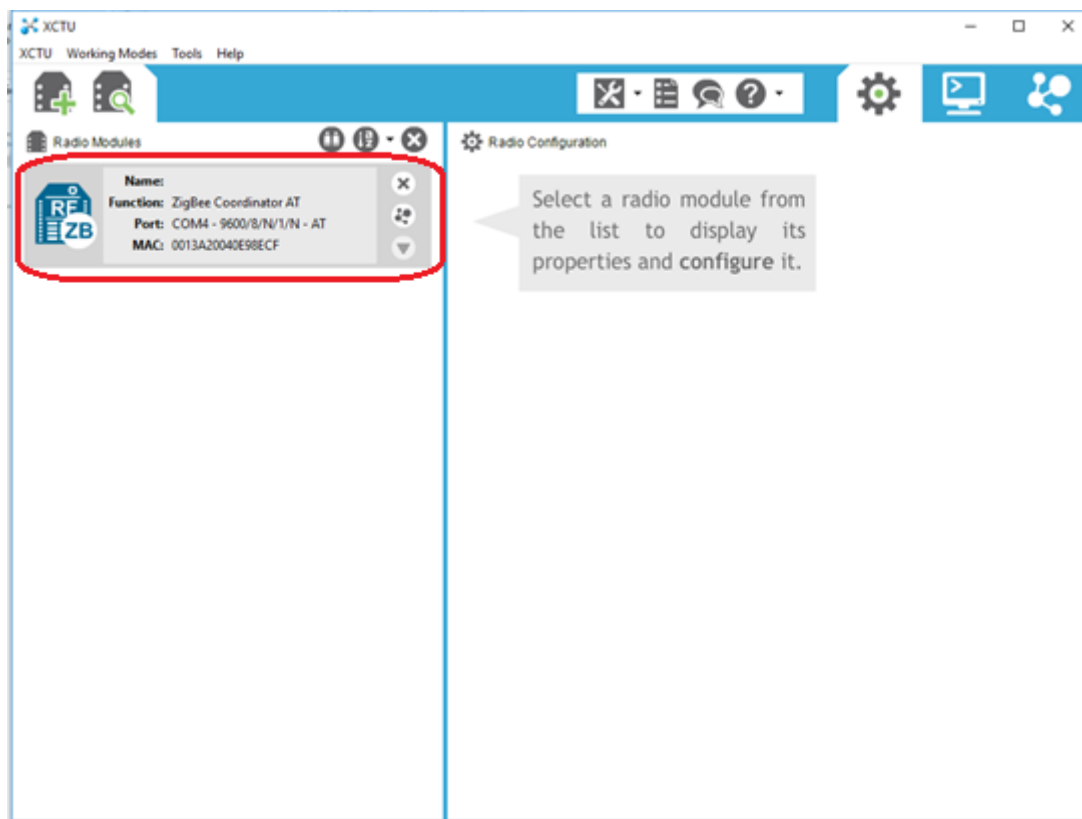 XCTU
XCTU Working Modes Tools Help
Radio Modules
Radio Configuration
RF
ZB
Name:
Function: ZigBee Coordinator AT
Port: COM4 - 9600/8/N/1/N - AT
MAC: 0013A20040E98ECF
Select a radio module from
the list to display its
properties and configure it.